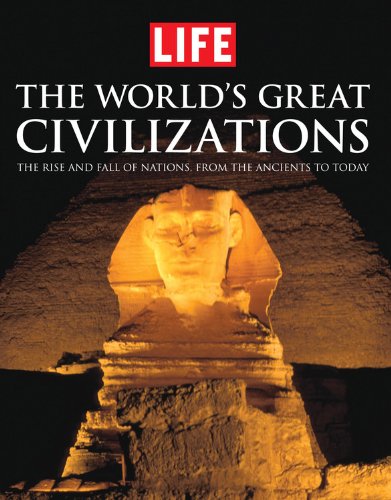 LIFE
THE WORLD'S GREAT
CIVILIZATIONS
THE RISE AND FALL OF NATIONS, FROM THE ANCIENTS TO TODAY